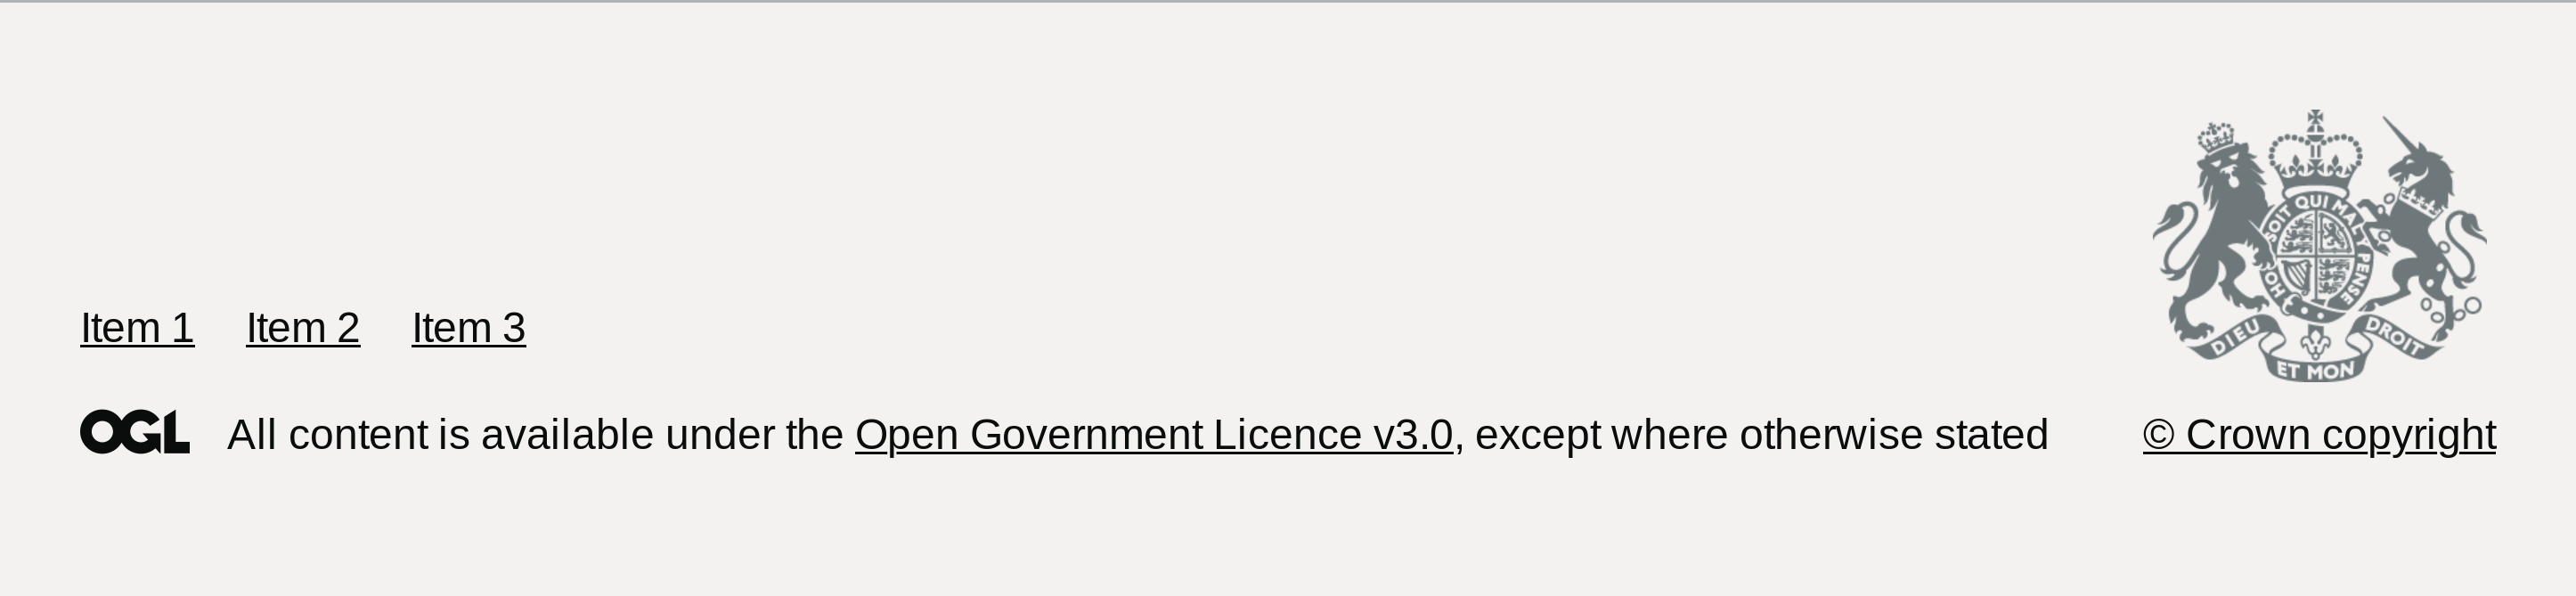 Item 1 Item 2 Item 3
SOIT QUI MAL Y PENSE
HON
DIEU ET MON DROIT
OGL All content is available under the Open Government Licence v3.0, except where otherwise stated
© Crown copyright